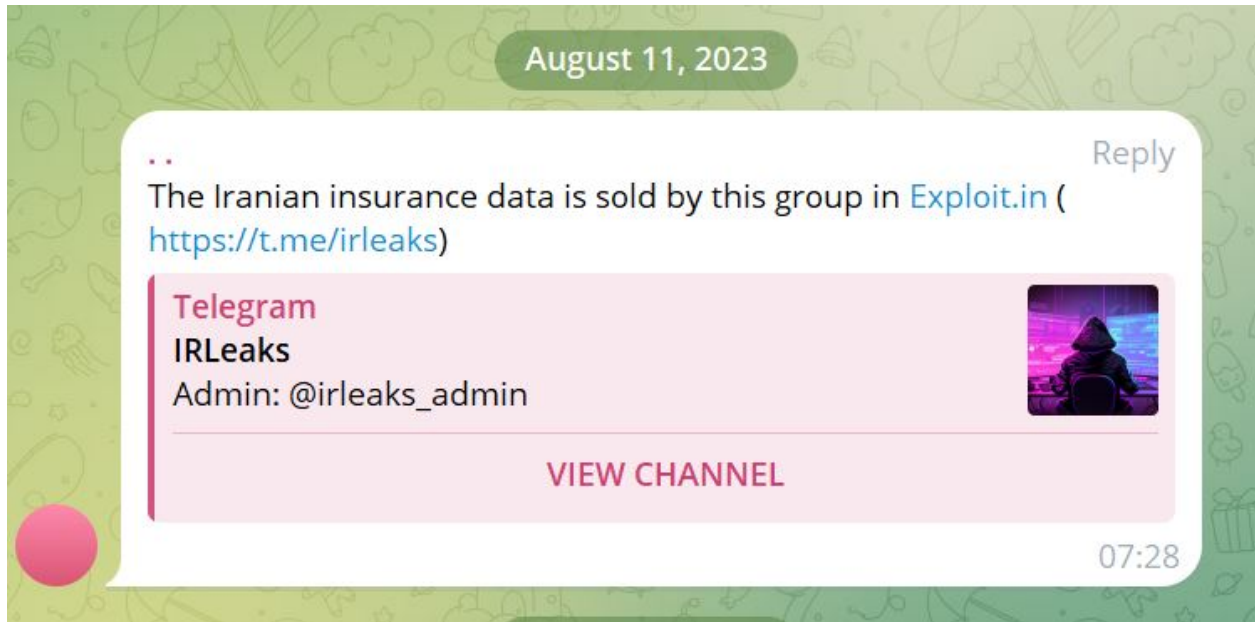 August 11, 2023
. .
Reply
The Iranian insurance data is sold by this group in Exploit.in (
https://t.me/irleaks)
Telegram
IRLeaks
Admin: @irleaks_admin
VIEW CHANNEL
07:28